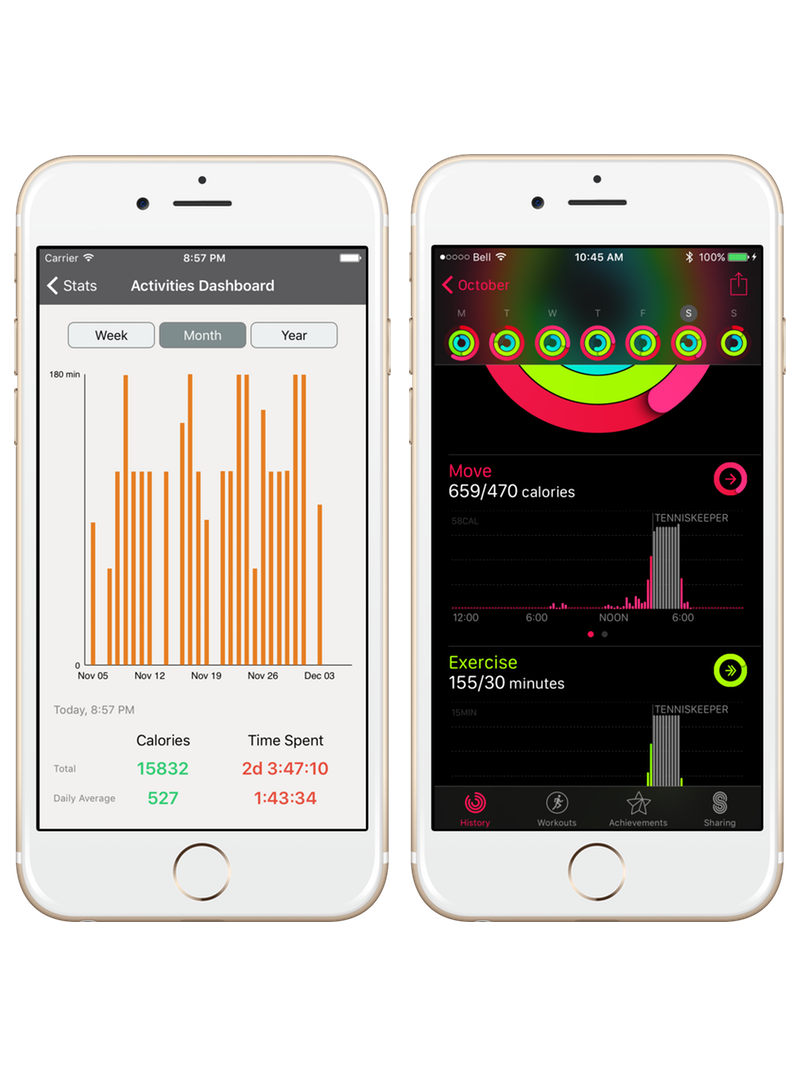 Carrier 8:57 PM
Stats Activities Dashboard
Week Month Year
180 min
0
Nov 05 Nov 12 Nov 19 Nov 26 Dec 03
Today, 8:57 PM
Calories Time Spent
Total 15832 2d 3:47:10
Daily Average 527 1:43:34
Bell 10:45 AM 100%
October
M T W T F S S
Move
659/470 calories
58CAL TENNISKEEPER
12:00 6:00 NOON 6:00
Exercise
155/30 minutes
15MIN TENNISKEEPER
History Workouts Achievements Sharing